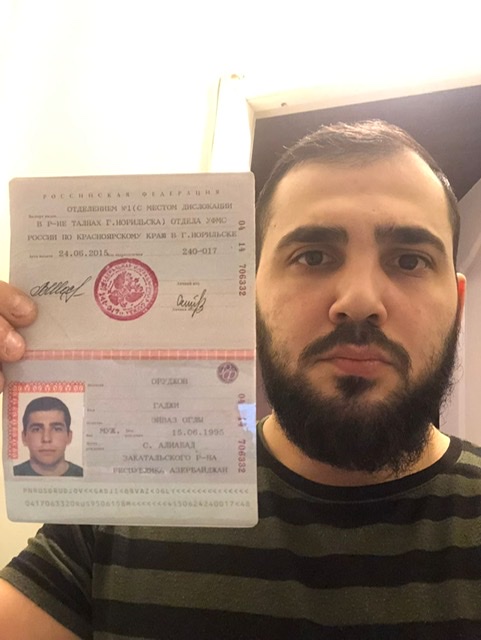 РОССИЙСКАЯ ФЕДЕРАЦИЯ
ОТДЕЛЕНИЕМ №1(С МЕСТОМ ДИСЛОКАЦИИ
В Р-НЕ ТАЛНАХ Г.НОРИЛЬСКА) ОТДЕЛА УФМС
РОССИИ ПО КРАСНОЯРСКОМУ КРАЮ В Г.НОРИЛЬСКЕ
24.06.2015 240-017
04 14 706332
ОРУДЖОВ
ГАДЖИ
ЭЙВАЗ ОГЛЫ
МУЖ. 15.06.1995
С. АЛИАБАД
ЗАКАТАЛЬСКОГО Р-НА
РЕСПУБЛИКА АЗЕРБАЙДЖАН
04 14 706332